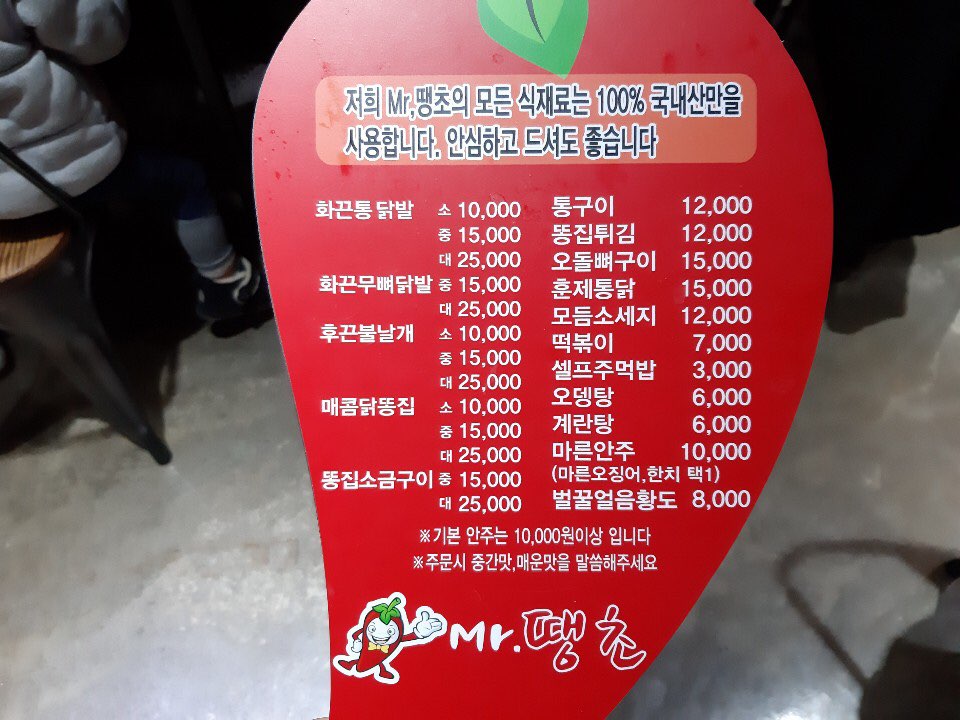 저희 Mr,땡초의 모든 식재료는 100% 국내산만을
사용합니다. 안심하고 드셔도 좋습니다
화끈통닭발 소 10,000
중 15,000
대 25,000
화끈무뼈닭발 중 15,000
대 25,000
후끈불날개 소 10,000
중 15,000
대 25,000
매콤닭똥집 소 10,000
중 15,000
대 25,000
똥집소금구이 중 15,000
대 25,000
통구이 12,000
똥집튀김 12,000
오돌뼈구이 15,000
훈제통닭 15,000
모듬소세지 12,000
떡볶이 7,000
셀프주먹밥 3,000
오뎅탕 6,000
계란탕 6,000
마른안주 10,000
(마른오징어,한치 택1)
벌꿀얼음황도 8,000
※기본 안주는 10,000원이상 입니다
※주문시 중간맛,매운맛을 말씀해주세요
Mr.땡초